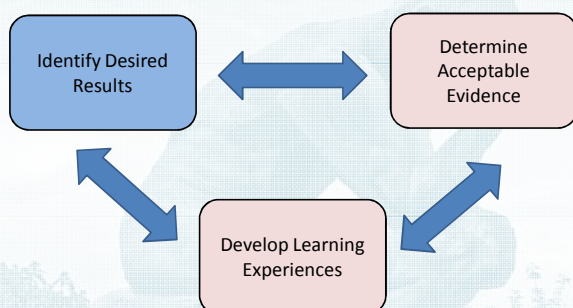 Identify Desired
Results
Determine
Acceptable
Evidence
Develop Learning
Experiences